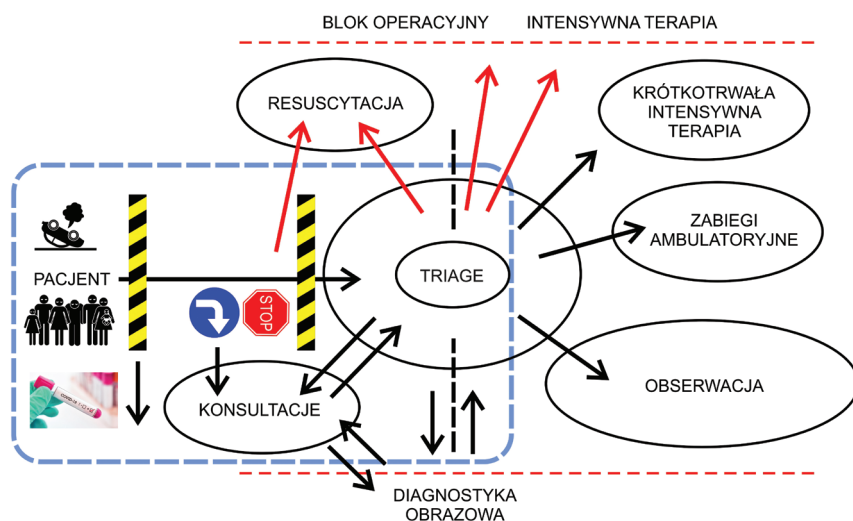 BLOK OPERACYJNY
INTENSYWNA TERAPIA
RESUSCYTACJA
KRÓTKOTRWAŁA
INTENSYWNA
TERAPIA
ZABIEGI
AMBULATORYJNE
PACJENT
TRIAGE
STOP
OBSERWACJA
KONSULTACJE
DIAGNOSTYKA
OBRAZOWA